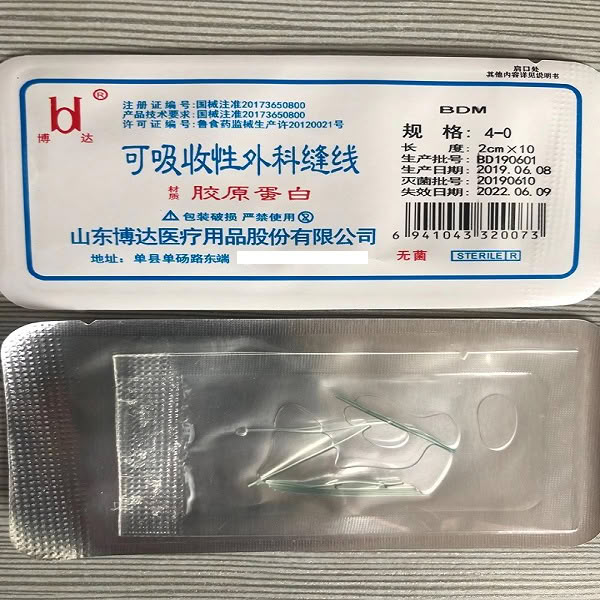 启口处
其他内容详见说明书
bd®
博 达
注 册 证 编 号:国械注准20173650800
产品技术要求:国械注准20173650800
许 可 证 编 号:鲁食药监械生产许20120021号
可吸收性外科缝线
材质 胶原蛋白
包装破损 严禁使用
山东博达医疗用品股份有限公司
地址: 单县单砀路东端
BDM
规 格: 4-0
长 度: 2cm×10
生产批号: BD190601
生产日期: 2019.06.08
灭菌批号: 20190610
失效日期: 2022.06.09
6 941043 320073
无菌 STERILE R